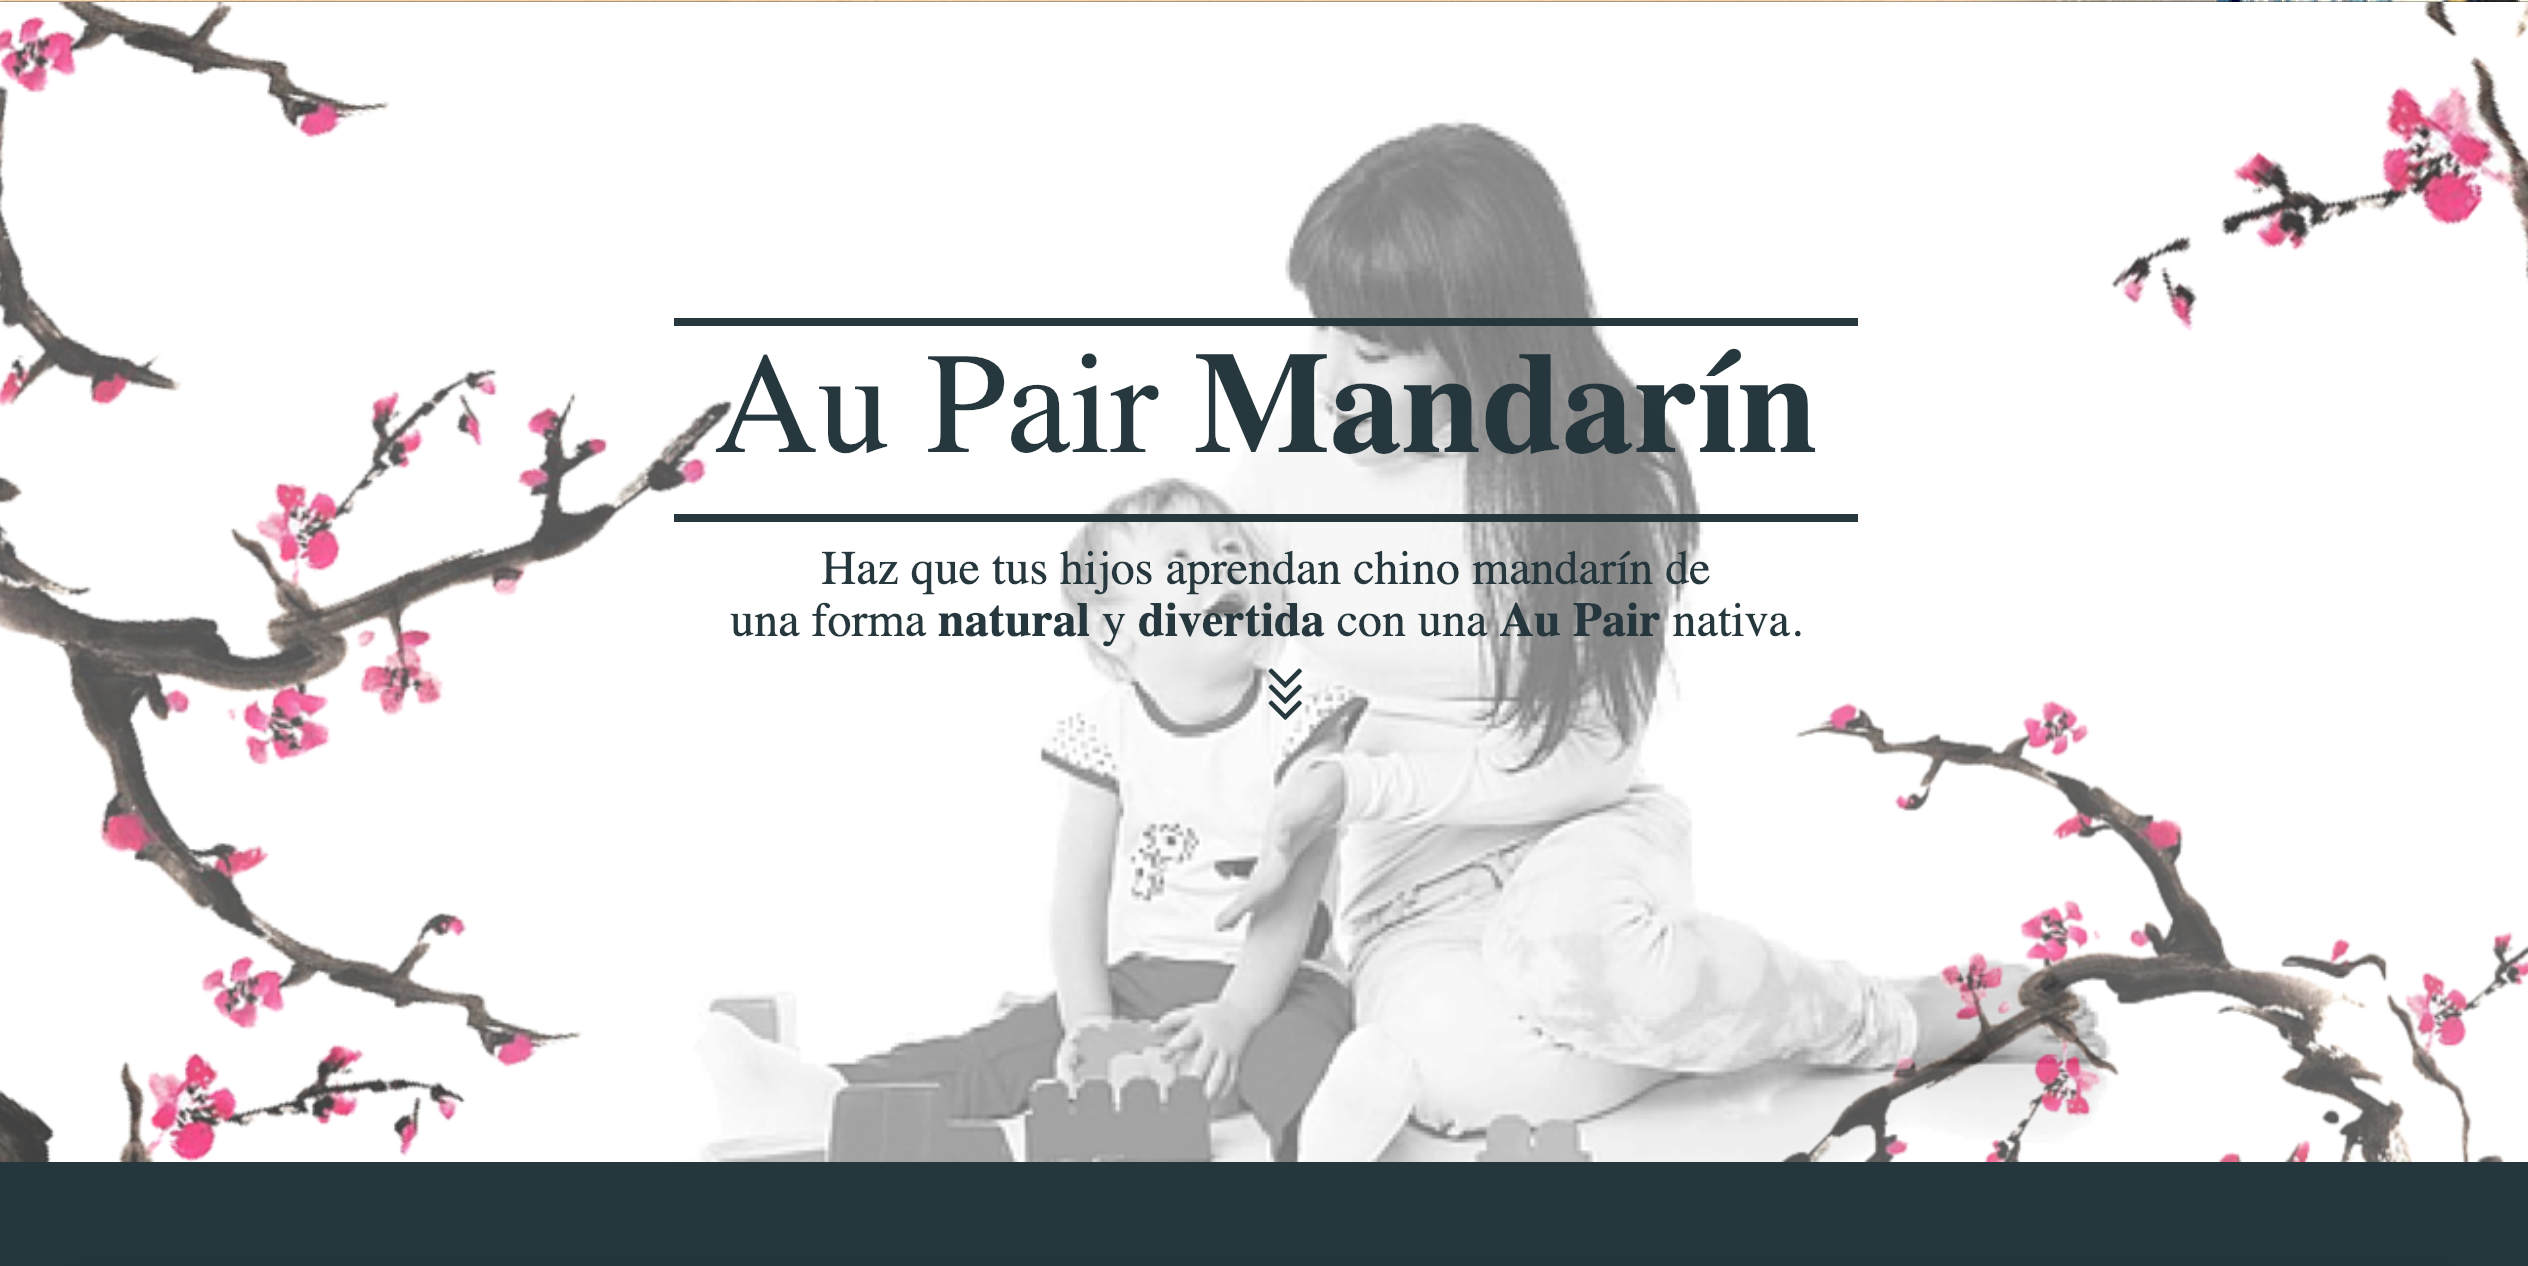 Au Pair Mandarín
Haz que tus hijos aprendan chino mandarín de
una forma natural y divertida con una Au Pair nativa.